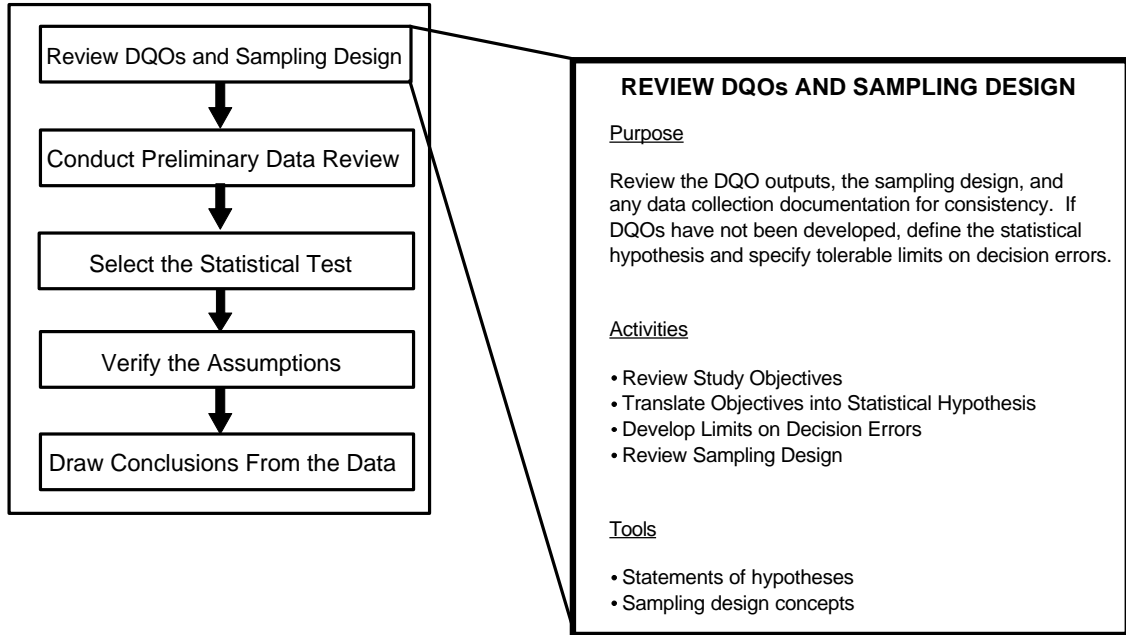 Review DQOs and Sampling Design
Conduct Preliminary Data Review
Select the Statistical Test
Verify the Assumptions
Draw Conclusions From the Data
REVIEW DQOs AND SAMPLING DESIGN
Purpose
Review the DQO outputs, the sampling design, and
any data collection documentation for consistency.  If
DQOs have not been developed, define the statistical
hypothesis and specify tolerable limits on decision errors.
Activities
• Review Study Objectives
• Translate Objectives into Statistical Hypothesis
• Develop Limits on Decision Errors
• Review Sampling Design
Tools
• Statements of hypotheses
• Sampling design concepts